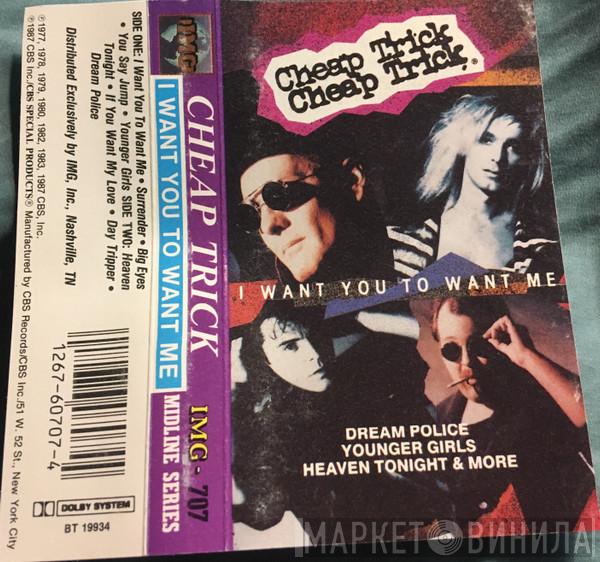 Cheap Trick
Cheap Trick®
I WANT YOU TO WANT ME
DREAM POLICE
YOUNGER GIRLS
HEAVEN TONIGHT & MORE
IMG
CHEAP TRICK
I WANT YOU TO WANT ME
IMG - 707
MIDLINE SERIES
SIDE ONE: I Want You To Want Me • Surrender • Big Eyes
• You Say Jump • Younger Girls SIDE TWO: Heaven
Tonight • If You Want My Love • Day Tripper •
Dream Police
Distributed Exclusively by IMG, Inc., Nashville, TN
℗1977, 1978, 1979, 1980, 1982, 1983, 1987 CBS, Inc.
℗1987 CBS Inc./CBS SPECIAL PRODUCTS® Manufactured by CBS Records/CBS Inc./51 W. 52 St., New York City
1267-60707-4
DOLBY SYSTEM
BT 19934
МАРКЕТ ВИНИЛА